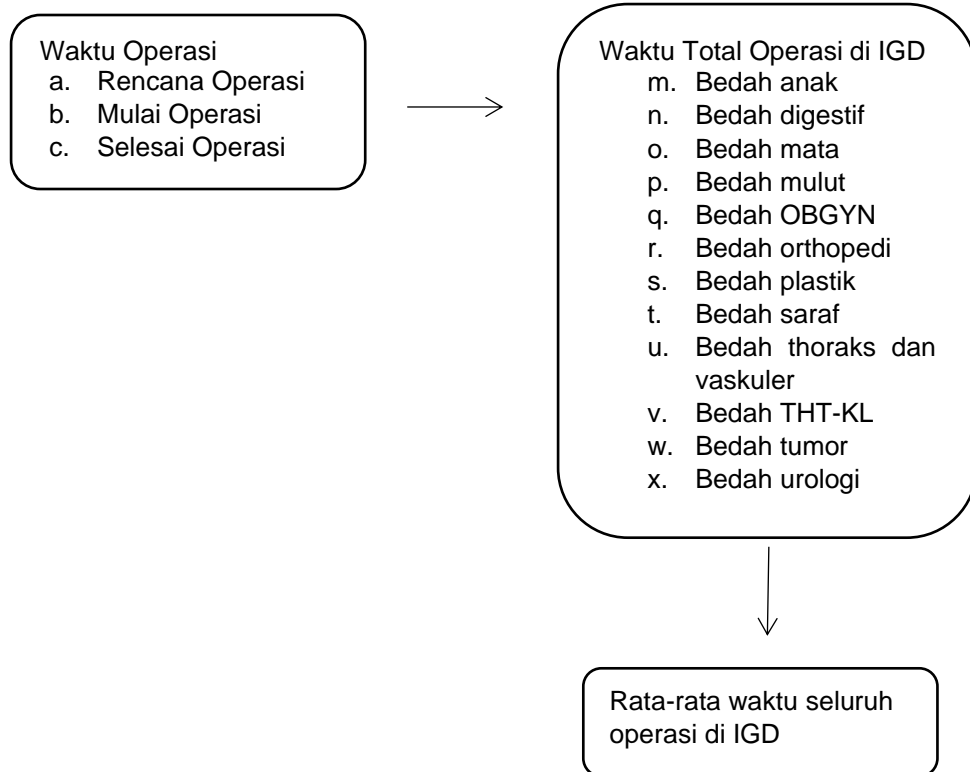 Waktu Operasi
a. Rencana Operasi
b. Mulai Operasi
c. Selesai Operasi
Waktu Total Operasi di IGD
m. Bedah anak
n. Bedah digestif
o. Bedah mata
p. Bedah mulut
q. Bedah OBGYN
r. Bedah orthopedi
s. Bedah plastik
t. Bedah saraf
u. Bedah thoraks dan
vaskuler
v. Bedah THT-KL
w. Bedah tumor
x. Bedah urologi
Rata-rata waktu seluruh
operasi di IGD